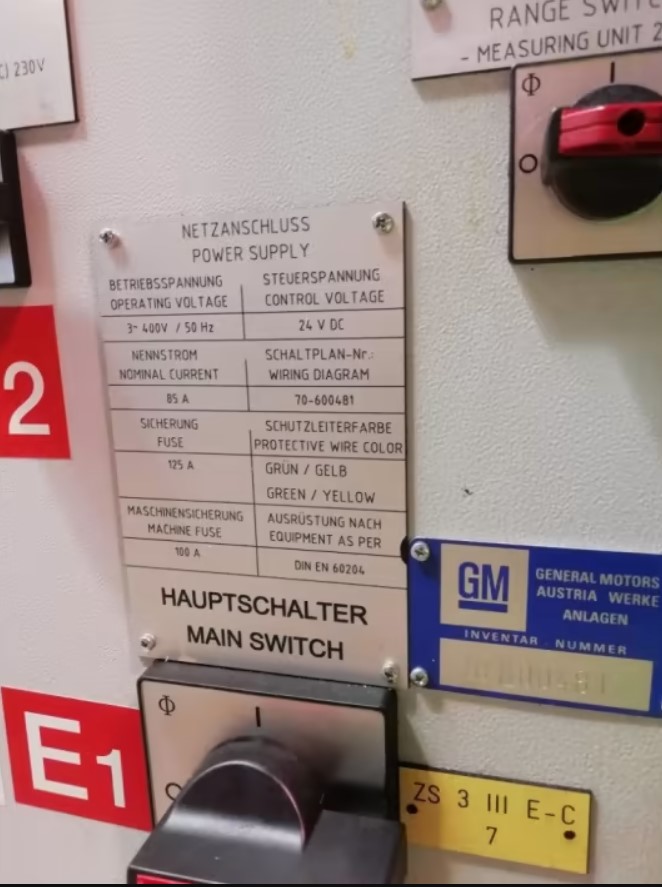 ) 230V
RANGE SWITC
- MEASURING UNIT 2
O
I
NETZANSCHLUSS
POWER SUPPLY
BETRIEBSSPANNUNG
OPERATING VOLTAGE
STEUERSPANNUNG
CONTROL VOLTAGE
3~ 400V / 50 Hz
24 V DC
NENNSTROM
NOMINAL CURRENT
SCHALTPLAN-Nr.:
WIRING DIAGRAM
85 A
70-600481
SICHERUNG
FUSE
SCHUTZLEITERFARBE
PROTECTIVE WIRE COLOR
125 A
GRÜN / GELB
GREEN / YELLOW
MASCHINENSICHERUNG
MACHINE FUSE
AUSRÜSTUNG NACH
EQUIPMENT AS PER
100 A
DIN EN 60204
HAUPTSCHALTER
MAIN SWITCH
2
GM
GENERAL MOTORS
AUSTRIA WERKE
ANLAGEN
INVENTAR - NUMMER
E1
I
O
ZS 3 III E-C
7